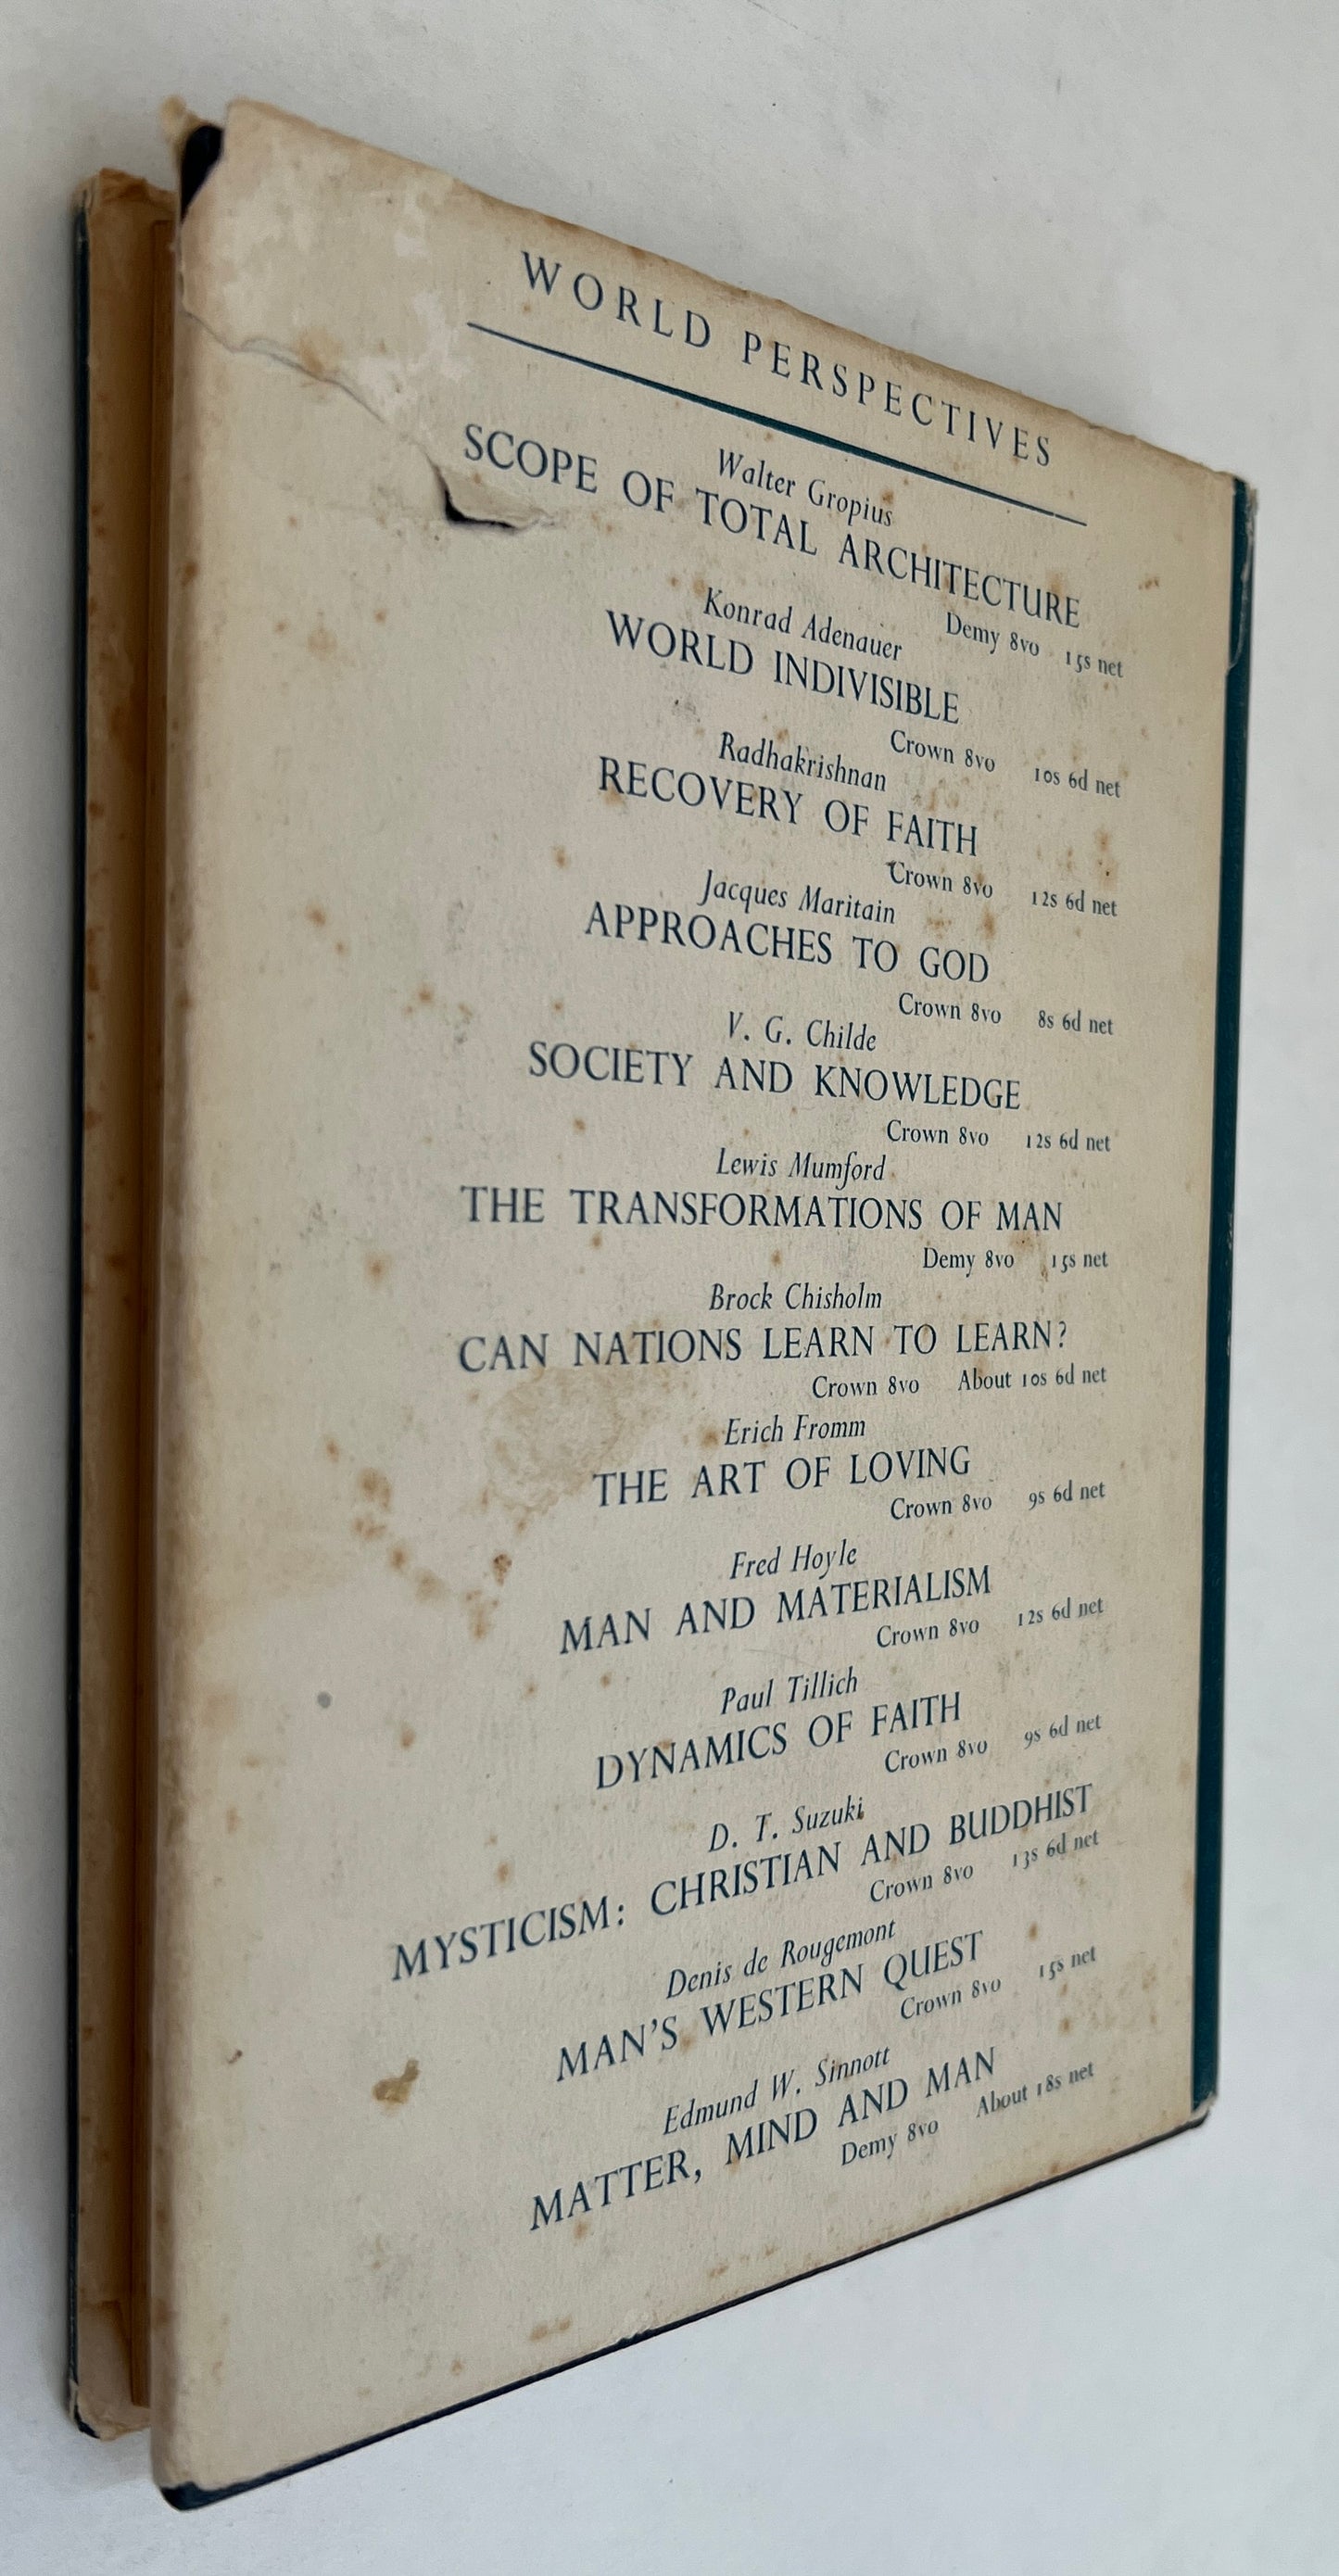 WORLD PERSPECTIVES
Walter Gropius
SCOPE OF TOTAL ARCHITECTURE
Demy 8vo 15s net
Konrad Adenauer
WORLD INDIVISIBLE
Crown 8vo 10s 6d net
Radhakrishnan
RECOVERY OF FAITH
Crown 8vo 12s 6d net
Jacques Maritain
APPROACHES TO GOD
Crown 8vo 8s 6d net
V. G. Childe
SOCIETY AND KNOWLEDGE
Crown 8vo 12s 6d net
Lewis Mumford
THE TRANSFORMATIONS OF MAN
Demy 8vo 15s net
Brock Chisholm
CAN NATIONS LEARN TO LEARN?
Crown 8vo About 10s 6d net
Erich Fromm
THE ART OF LOVING
Crown 8vo 9s 6d net
Fred Hoyle
MAN AND MATERIALISM
Crown 8vo 12s 6d net
Paul Tillich
DYNAMICS OF FAITH
Crown 8vo 9s 6d net
D. T. Suzuki
MYSTICISM: CHRISTIAN AND BUDDHIST
Crown 8vo 13s 6d net
Denis de Rougemont
MAN'S WESTERN QUEST
Crown 8vo 15s net
Edmund W. Sinnott
MATTER, MIND AND MAN
Demy 8vo About 18s net